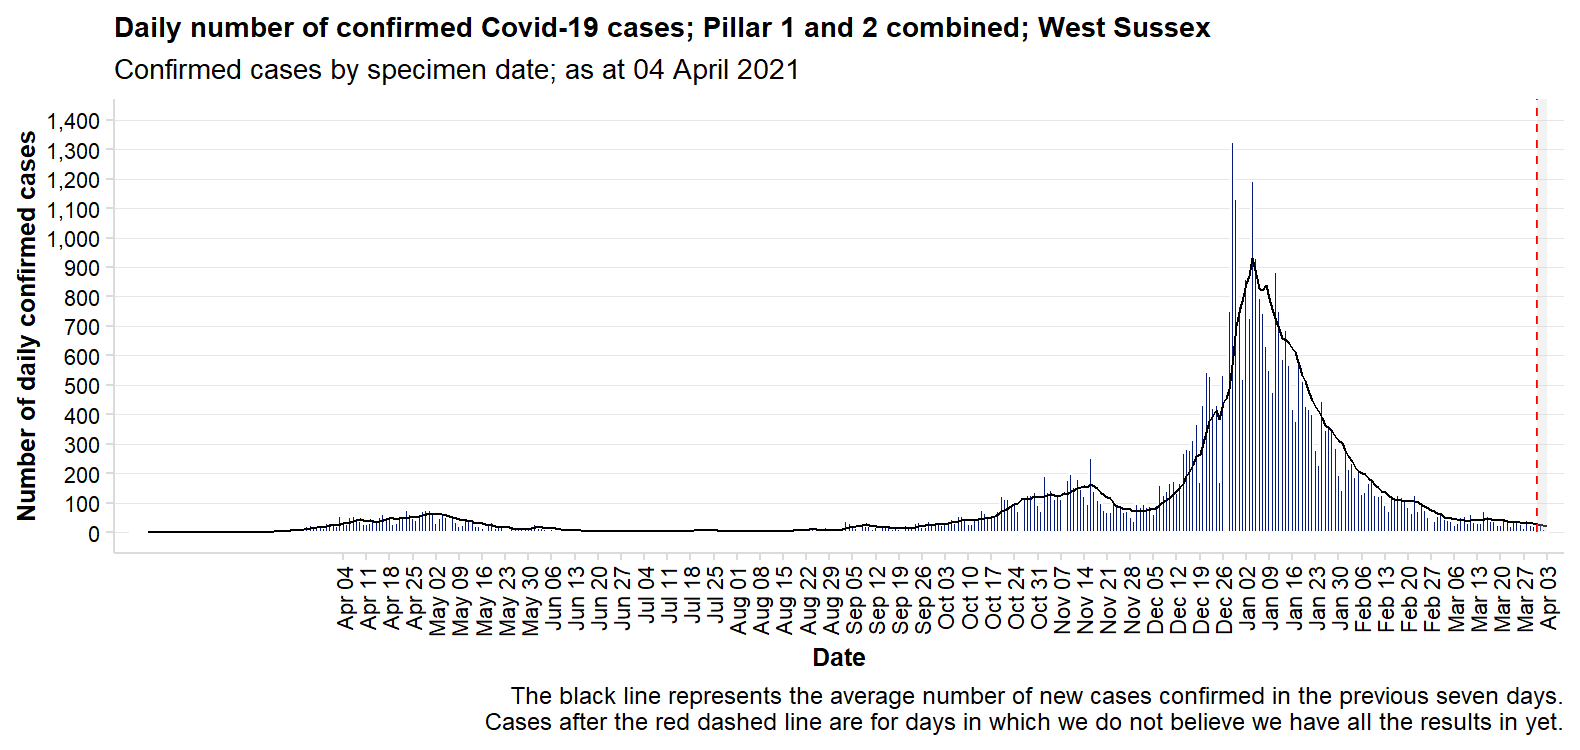 Daily number of confirmed Covid-19 cases; Pillar 1 and 2 combined; West Sussex
Confirmed cases by specimen date; as at 04 April 2021
Number of daily confirmed cases
1,400
1,300
1,200
1,100
1,000
900
800
700
600
500
400
300
200
100
0
Apr 04
Apr 11
Apr 18
Apr 25
May 02
May 09
May 16
May 23
May 30
Jun 06
Jun 13
Jun 20
Jun 27
Jul 04
Jul 11
Jul 18
Jul 25
Aug 01
Aug 08
Aug 15
Aug 22
Aug 29
Sep 05
Sep 12
Sep 19
Sep 26
Oct 03
Oct 10
Oct 17
Oct 24
Oct 31
Nov 07
Nov 14
Nov 21
Nov 28
Dec 05
Dec 12
Dec 19
Dec 26
Jan 02
Jan 09
Jan 16
Jan 23
Jan 30
Feb 06
Feb 13
Feb 20
Feb 27
Mar 06
Mar 13
Mar 20
Mar 27
Apr 03
Date
The black line represents the average number of new cases confirmed in the previous seven days.
Cases after the red dashed line are for days in which we do not believe we have all the results in yet.